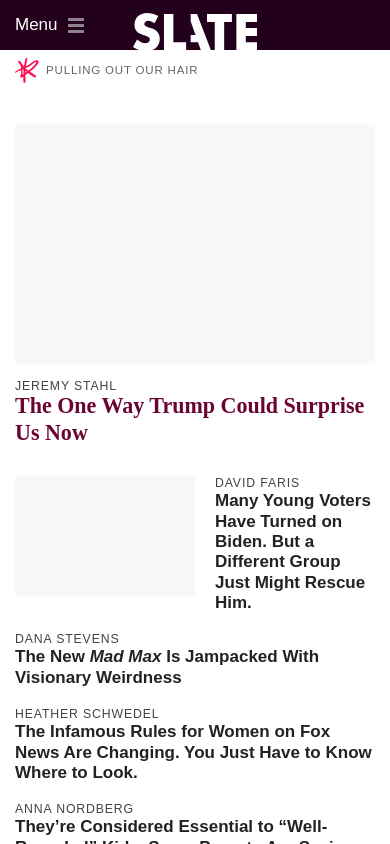 Menu
SLATE
PULLING OUT OUR HAIR
JEREMY STAHL
The One Way Trump Could Surprise
Us Now
DAVID FARIS
Many Young Voters
Have Turned on
Biden. But a
Different Group
Just Might Rescue
Him.
DANA STEVENS
The New Mad Max Is Jampacked With
Visionary Weirdness
HEATHER SCHWEDEL
The Infamous Rules for Women on Fox
News Are Changing. You Just Have to Know
Where to Look.
ANNA NORDBERG
They’re Considered Essential to “Well-